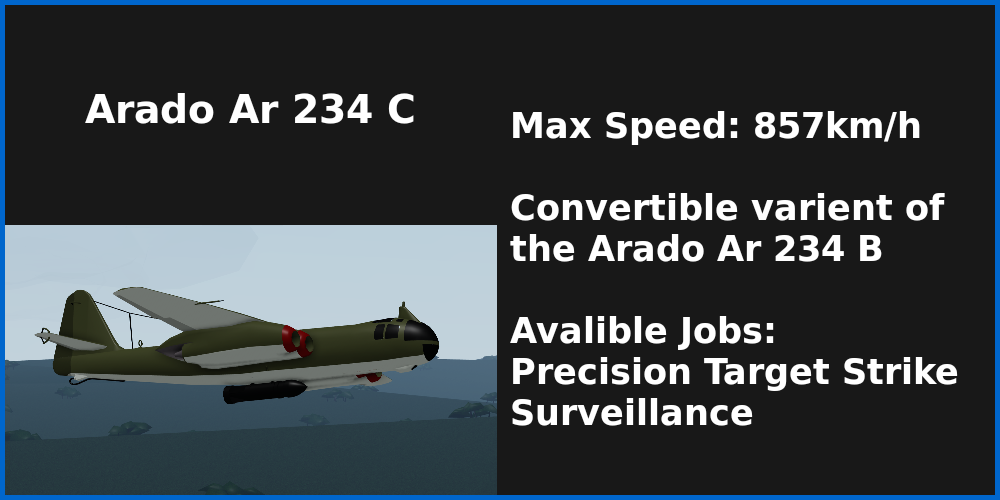 Arado Ar 234 C
Max Speed: 857km/h
Convertible varient of
the Arado Ar 234 B
Avalible Jobs:
Precision Target Strike
Surveillance